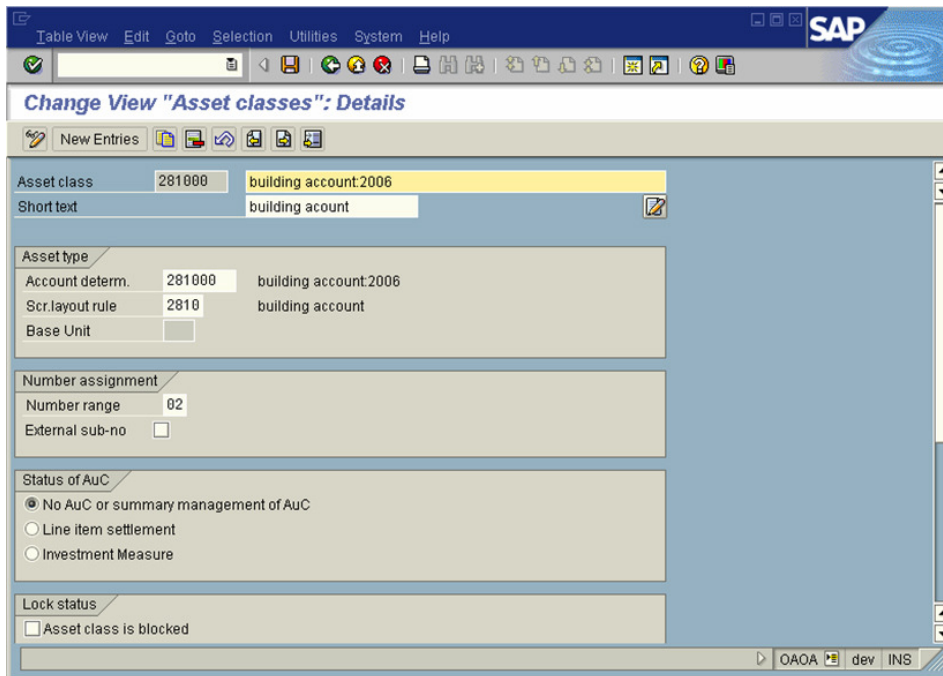 Table View Edit Goto Selection Utilities System Help
SAP
Change View "Asset classes": Details
New Entries
Asset class 281000 building account:2006
Short text building acount
Asset type
Account determ. 281000 building account:2006
Scr.layout rule 2810 building account
Base Unit
Number assignment
Number range 02
External sub-no
Status of AuC
No AuC or summary management of AuC
Line item settlement
Investment Measure
Lock status
Asset class is blocked
OAOA dev INS